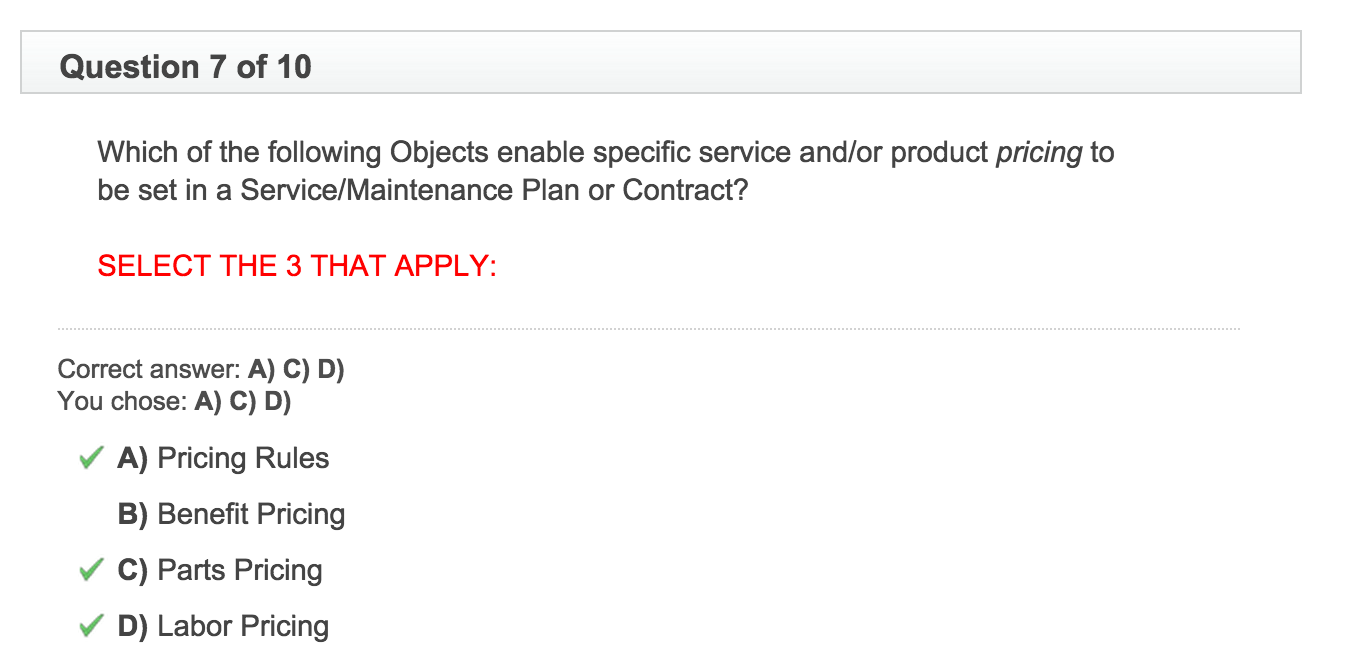 Question 7 of 10
Which of the following Objects enable specific service and/or product pricing to
be set in a Service/Maintenance Plan or Contract?
SELECT THE 3 THAT APPLY:
Correct answer: A) C) D)
You chose: A) C) D)
A) Pricing Rules
B) Benefit Pricing
C) Parts Pricing
D) Labor Pricing